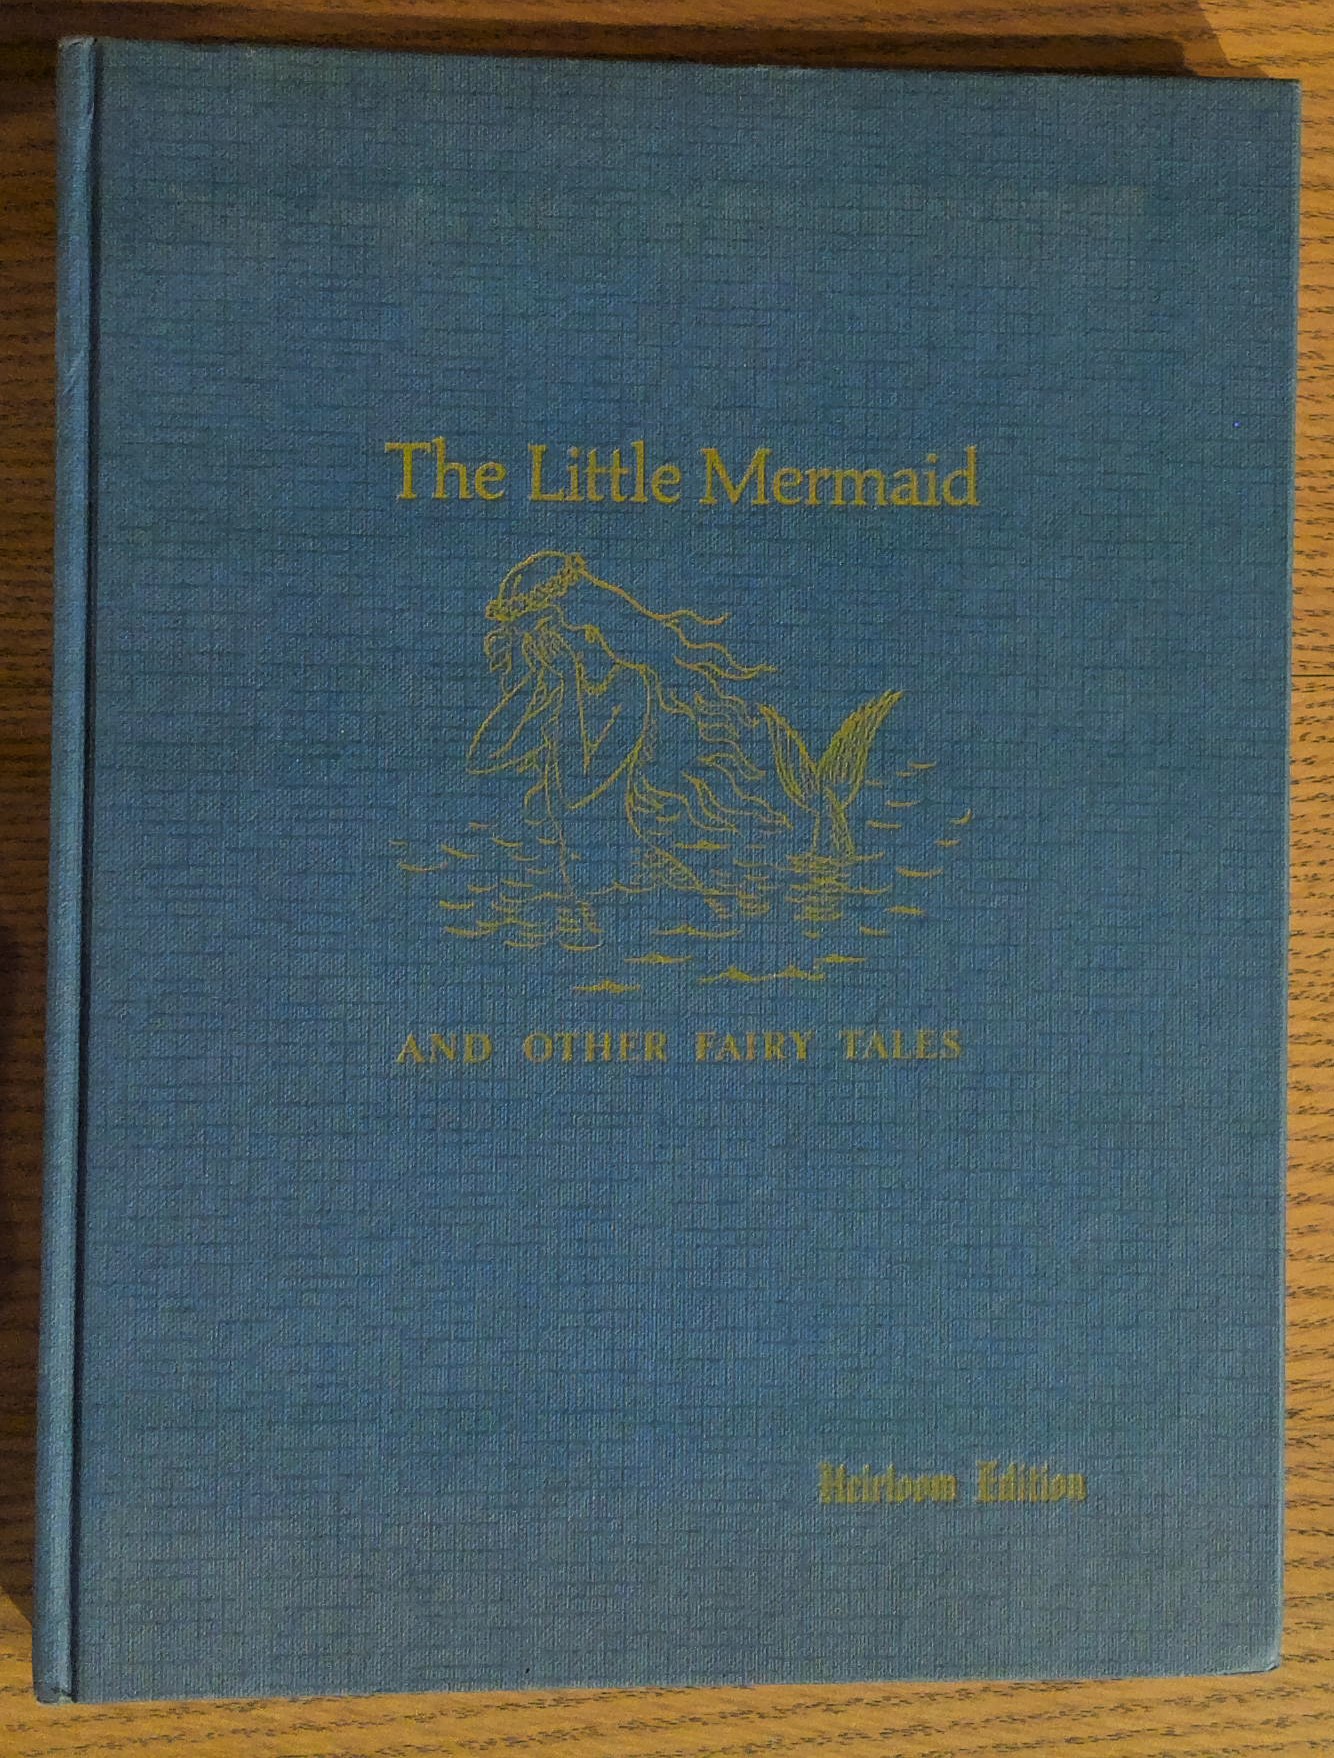 The Little Mermaid
AND OTHER FAIRY TALES
Heirloom Edition